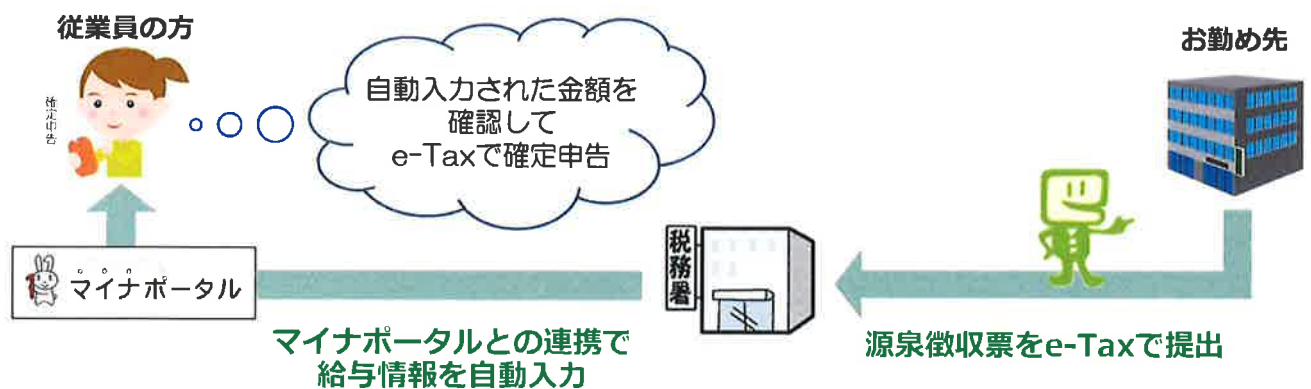 従業員の方
お勤め先
確定申告
自動入力された金額を
確認して
e-Taxで確定申告
税務署
マイナポータル
マイナポータルとの連携で
給与情報を自動入力
源泉徴収票をe-Taxで提出